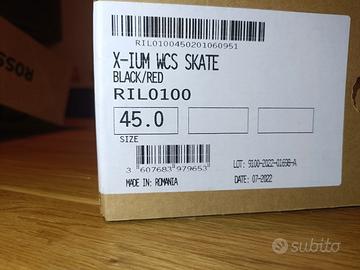 ROSS
RIL0100450201060951
X-IUM WCS SKATE
BLACK/RED
RIL0100
45.0
SIZE
3 607683 979653
LOT: 9100-2022-01698-A
MADE IN: ROMANIA
DATE: 07-2022
subito